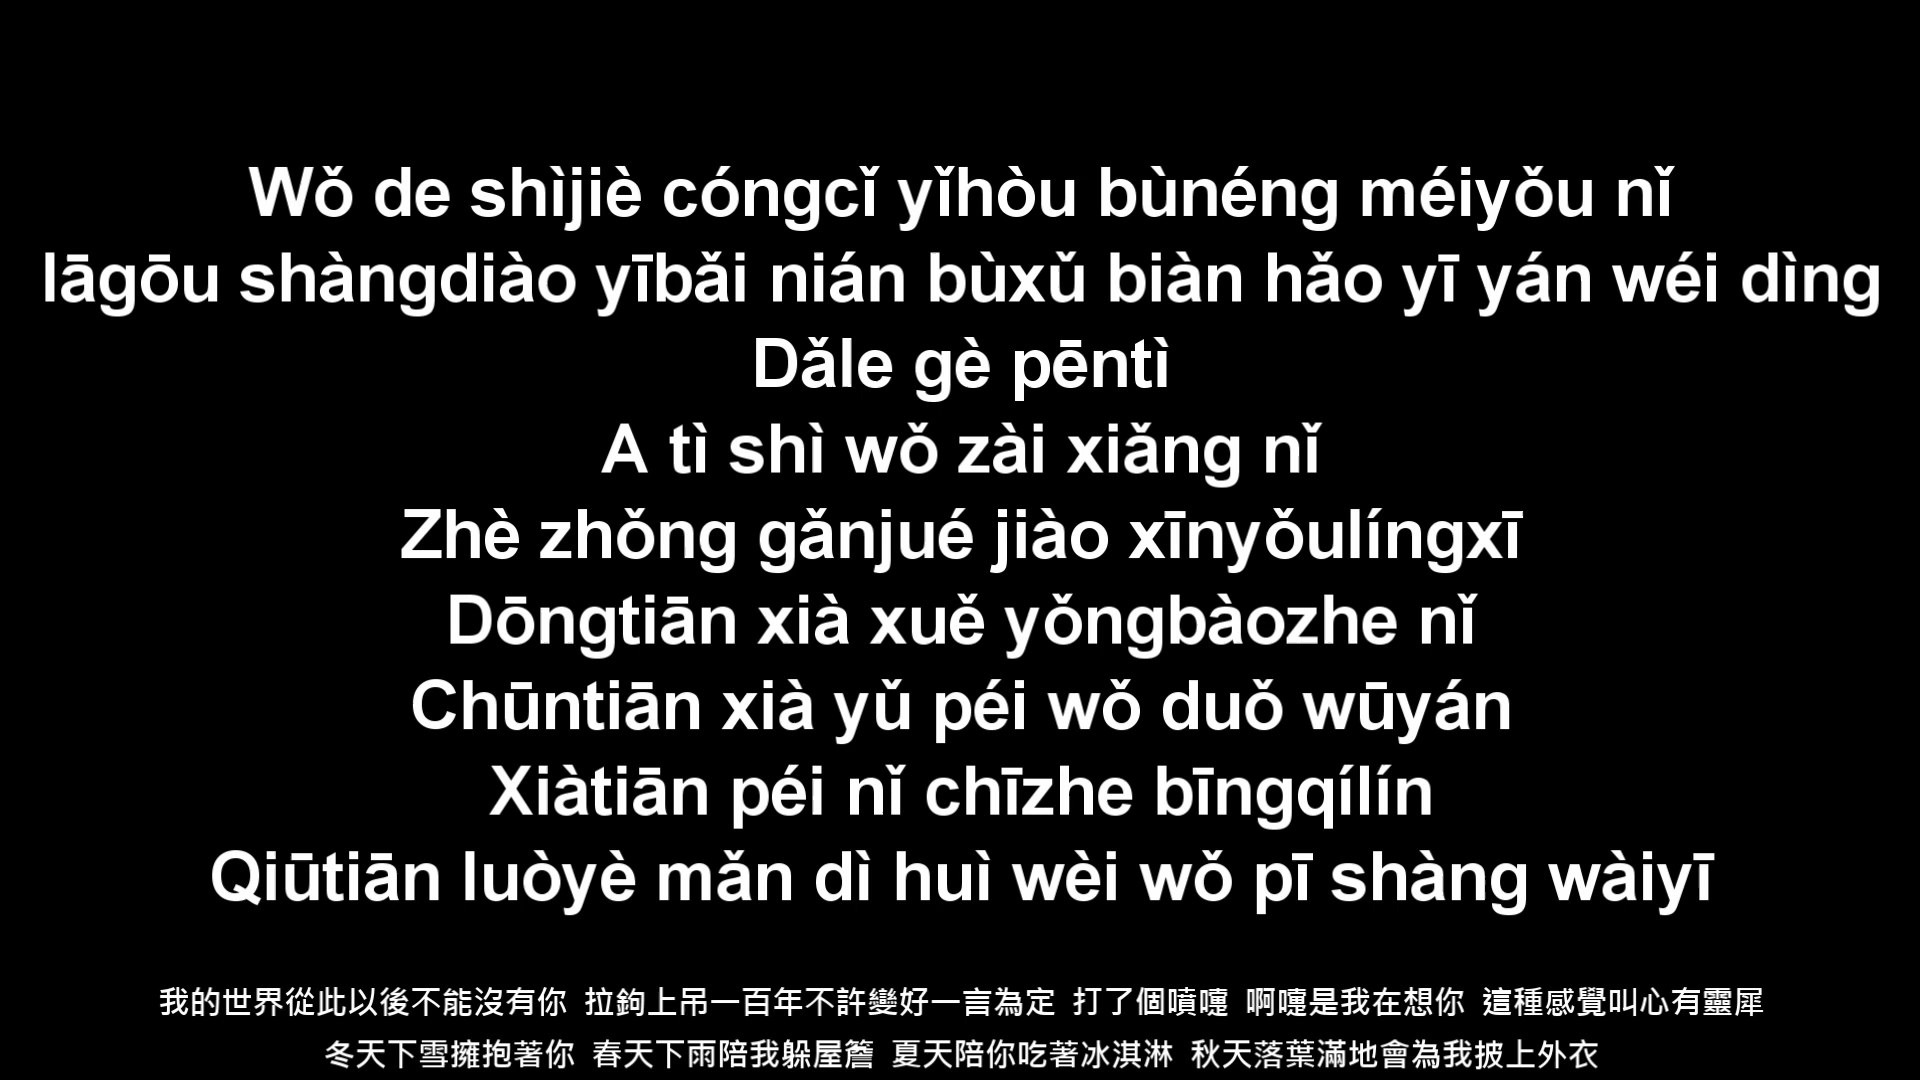 Wǒ de shìjiè cóngcǐ yǐhòu bùnéng méiyǒu nǐ
lāgōu shàngdiào yībǎi nián bùxǔ biàn hǎo yī yán wéi dìng
Dǎle gè pēntì
A tì shì wǒ zài xiǎng nǐ
Zhè zhǒng gǎnjué jiào xīnyǒulíngxī
Dōngtiān xià xuě yǒngbàozhe nǐ
Chūntiān xià yǔ péi wǒ duǒ wūyán
Xiàtiān péi nǐ chīzhe bīngqílín
Qiūtiān luòyè mǎn dì huì wèi wǒ pī shàng wàiyī
我的世界從此以後不能沒有你 拉鉤上吊一百年不許變好一言為定 打了個噴嚏 啊嚏是我在想你 這種感覺叫心有靈犀
冬天下雪擁抱著你 春天下雨陪我躲屋簷 夏天陪你吃著冰淇淋 秋天落葉滿地會為我披上外衣